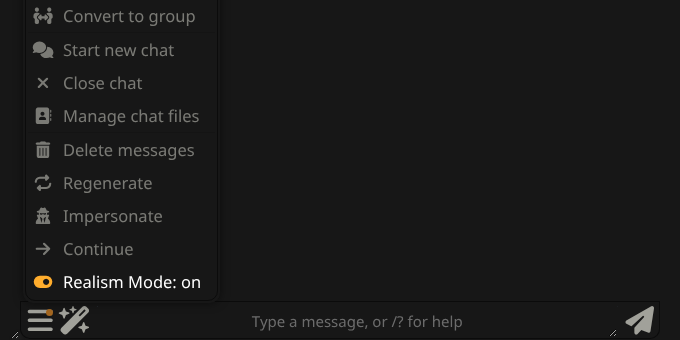 Convert to group
Start new chat
Close chat
Manage chat files
Delete messages
Regenerate
Impersonate
Continue
Realism Mode: on
Type a message, or /? for help